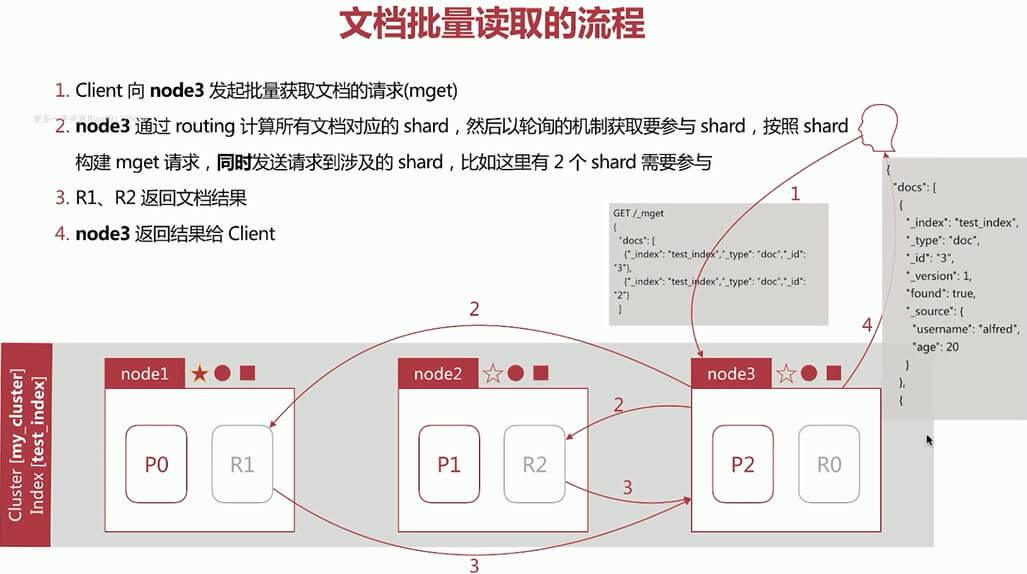 文档批量读取的流程
1. Client 向 node3 发起批量获取文档的请求(mget)
2. node3 通过 routing 计算所有文档对应的 shard，然后以轮询的机制获取要参与 shard，按照 shard
构建 mget 请求，同时发送请求到涉及的 shard，比如这里有 2 个 shard 需要参与
3. R1、R2 返回文档结果
4. node3 返回结果给 Client
1
GET /_mget
{
"docs": [
{"_index": "test_index","_type": "doc","_id":
"3"},
{"_index": "test_index","_type": "doc","_id":
"2"}
]
{
"docs": [
{
"_index": "test_index",
"_type": "doc",
"_id": "3",
"_version": 1,
"found": true,
"_source": {
"username": "alfred",
"age": 20
}
},
{
4
2
Cluster [my_cluster]
Index [test_index]
node1
node2
node3
2
P0
R1
P1
R2
P2
R0
3
3